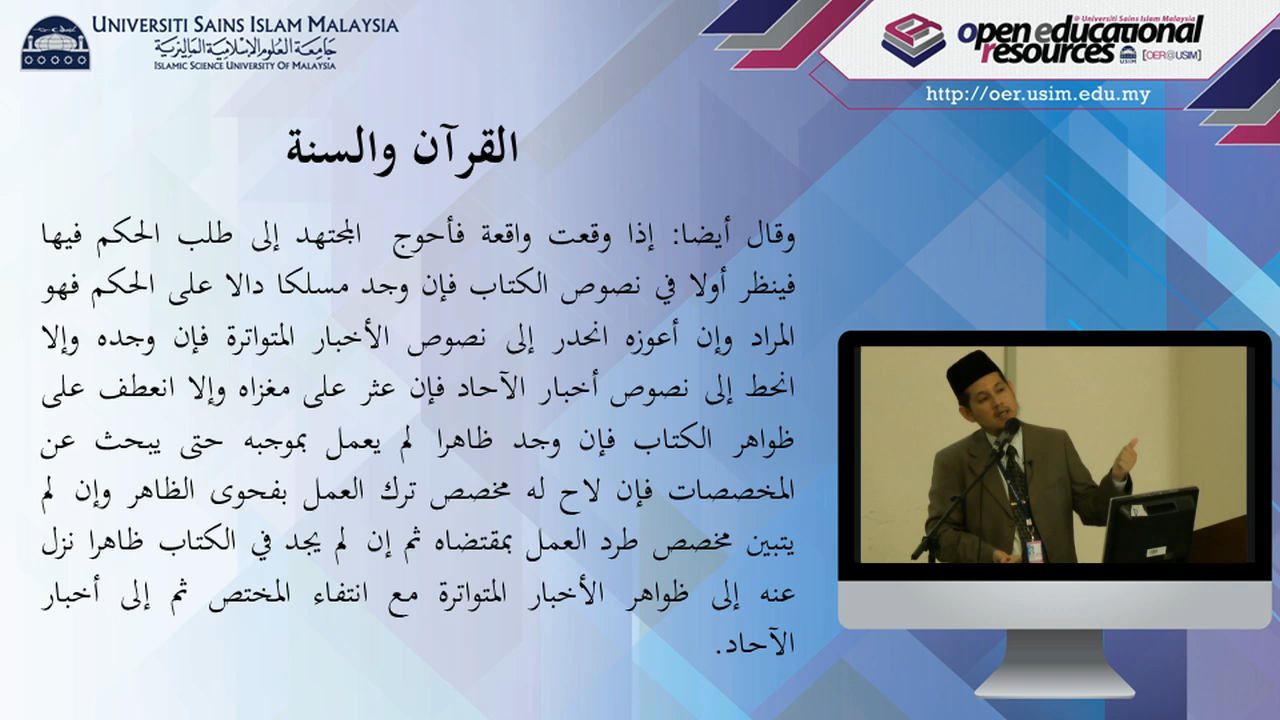 UNIVERSITI SAINS ISLAM MALAYSIA
جامعة العلوم الإسلامية الماليزية
ISLAMIC SCIENCE UNIVERSITY OF MALAYSIA
@ Universiti Sains Islam Malaysia
open educational
resources
USIM
[OER@USIM]
http://oer.usim.edu.my
القرآن والسنة
وقال أيضا: إذا وقعت واقعة فأحوج المجتهد إلى طلب الحكم فيها
فينظر أولا في نصوص الكتاب فإن وجد مسلكا دالا على الحكم فهو
المراد وإن أعوزه انحدر إلى نصوص الأخبار المتواترة فإن وجده وإلا
انحط إلى نصوص أخبار الآحاد فإن عثر على مغزاه وإلا انعطف على
ظواهر الكتاب فإن وجد ظاهرا لم يعمل بموجبه حتى يبحث عن
المخصصات فإن لاح له مخصص ترك العمل بفحوى الظاهر وإن لم
يتبين مخصص طرد العمل بمقتضاه ثم إن لم يجد في الكتاب ظاهرا نزل
عنه إلى ظواهر الأخبار المتواترة مع انتفاء المختص ثم إلى أخبار
الآحاد.